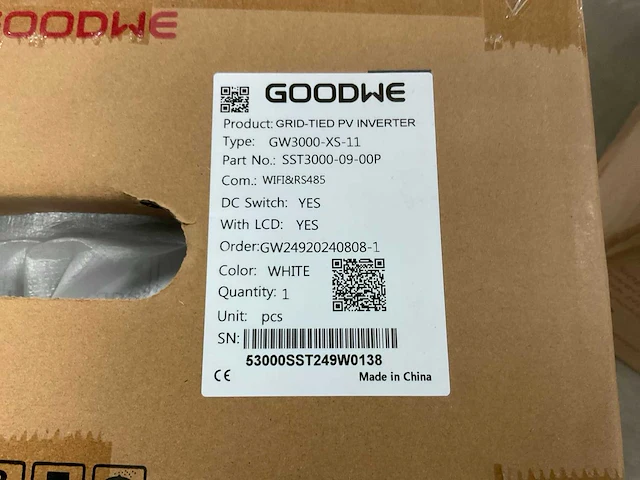 GOODWE
GOODWE
Product: GRID-TIED PV INVERTER
Type: GW3000-XS-11
Part No.: SST3000-09-00P
Com.: WIFI&RS485
DC Switch: YES
With LCD: YES
Order:GW24920240808-1
Color: WHITE
Quantity: 1
Unit: pcs
SN:
53000SST249W0138
CE Made in China